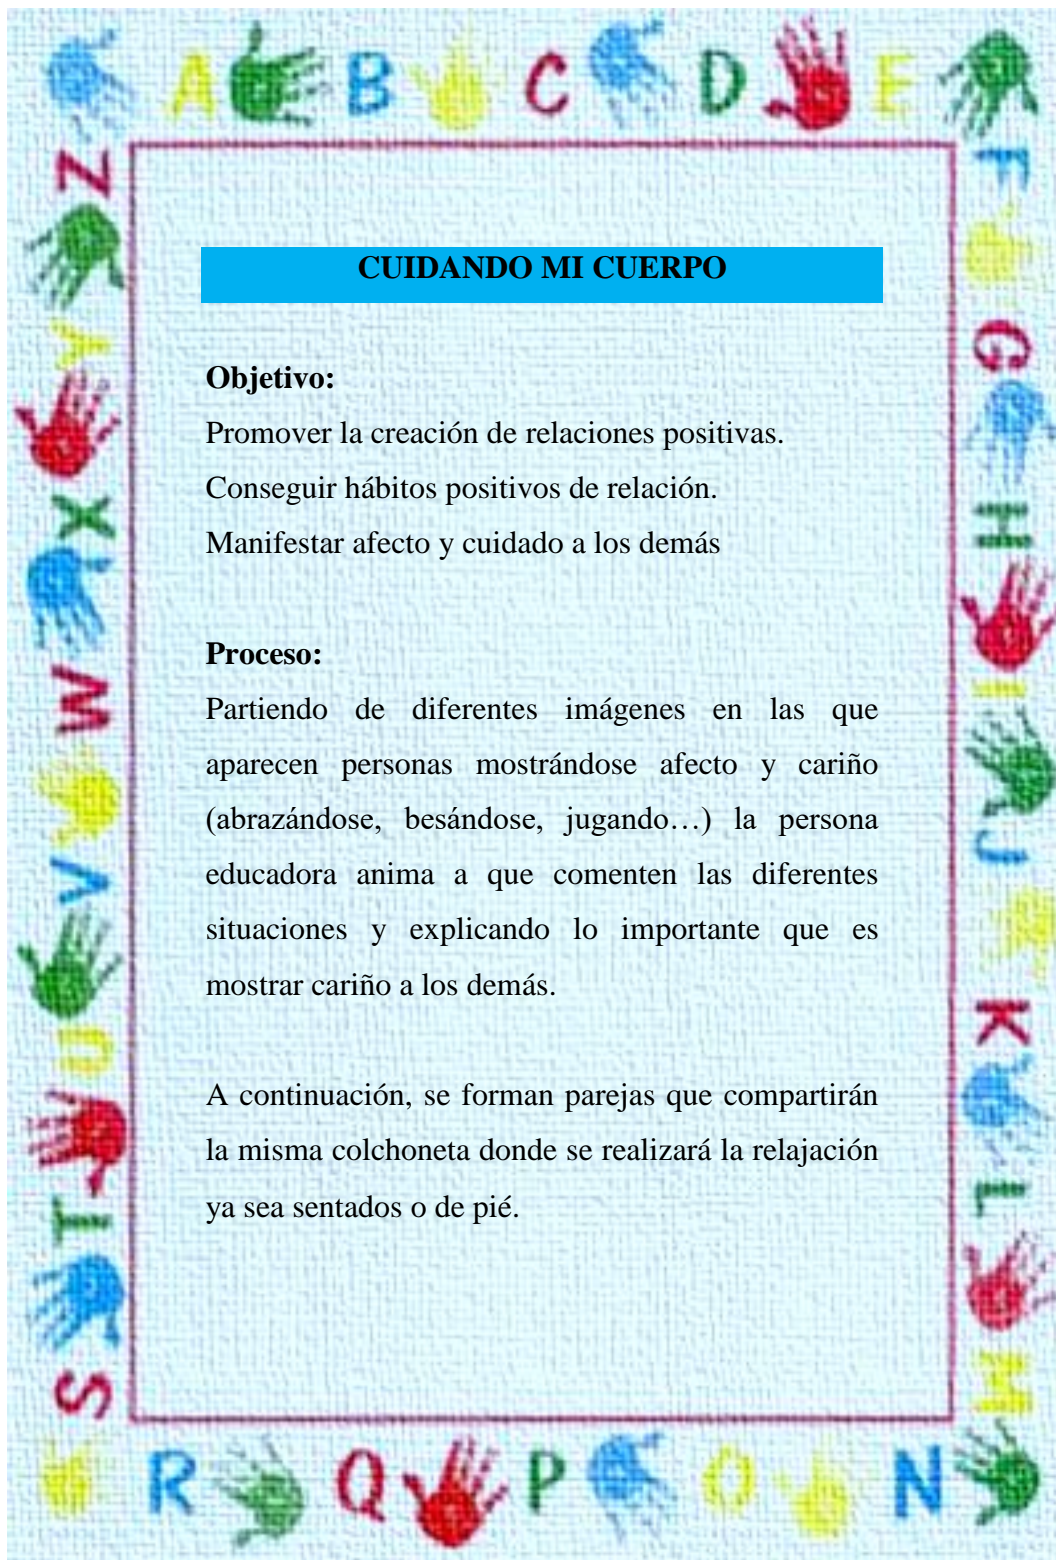 A B C D E
F
G
H
I
J
K
L
M
N
O
P
Q
R
S
T
U
V
W
X
Y
Z
CUIDANDO MI CUERPO
Objetivo:
Promover la creación de relaciones positivas.
Conseguir hábitos positivos de relación.
Manifestar afecto y cuidado a los demás
Proceso:
Partiendo de diferentes imágenes en las que
aparecen personas mostrándose afecto y cariño
(abrazándose, besándose, jugando…) la persona
educadora anima a que comenten las diferentes
situaciones y explicando lo importante que es
mostrar cariño a los demás.
A continuación, se forman parejas que compartirán
la misma colchoneta donde se realizará la relajación
ya sea sentados o de pié.